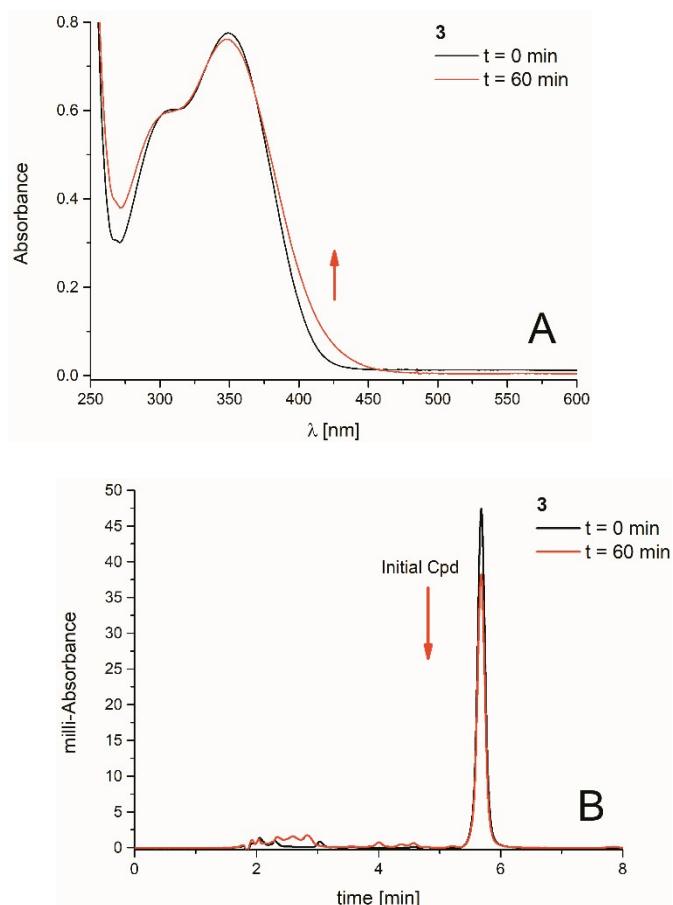 0.8
0.6
0.4
0.2
0.0
Absorbance
3
t = 0 min
t = 60 min
A
250 300 350 400 450 500 550 600
λ [nm]
50
45
40
35
30
25
20
15
10
5
0
milli-Absorbance
3
t = 0 min
t = 60 min
Initial Cpd
B
0 2 4 6 8
time [min]